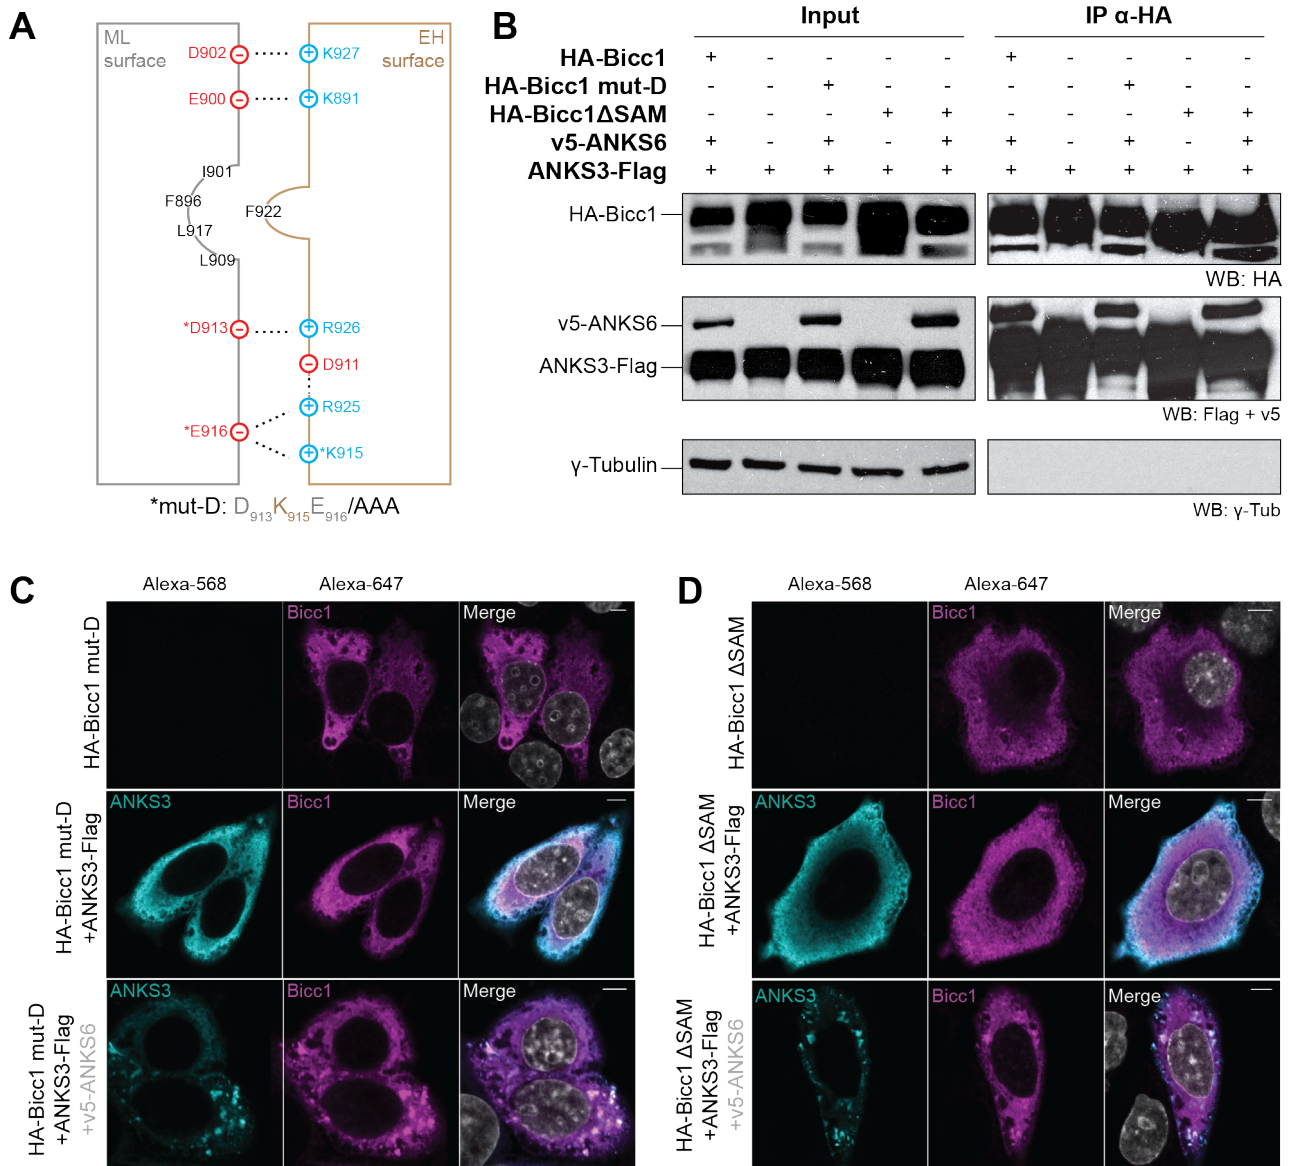 A
ML
surface
EH
surface
D902
K927
E900
K891
I901
F896
F922
L917
L909
*D913
R926
D911
R925
*E916
*K915
*mut-D: D913K915E916/AAA
B
Input
IP α-HA
HA-Bicc1 + - - - - + - - - -
HA-Bicc1 mut-D - - + - - - - + - -
HA-Bicc1ΔSAM - - - + + - - - + +
v5-ANKS6 + - + - + + - + - +
ANKS3-Flag + + + + + + + + + +
HA-Bicc1
WB: HA
v5-ANKS6
ANKS3-Flag
WB: Flag + v5
γ-Tubulin
WB: γ-Tub
C
Alexa-568
Alexa-647
HA-Bicc1 mut-D
Bicc1
Merge
HA-Bicc1 mut-D
+ANKS3-Flag
ANKS3
Bicc1
Merge
HA-Bicc1 mut-D
+ANKS3-Flag
+v5-ANKS6
ANKS3
Bicc1
Merge
D
Alexa-568
Alexa-647
HA-Bicc1 ΔSAM
Bicc1
Merge
HA-Bicc1 ΔSAM
+ANKS3-Flag
ANKS3
Bicc1
Merge
HA-Bicc1 ΔSAM
+ANKS3-Flag
+v5-ANKS6
ANKS3
Bicc1
Merge